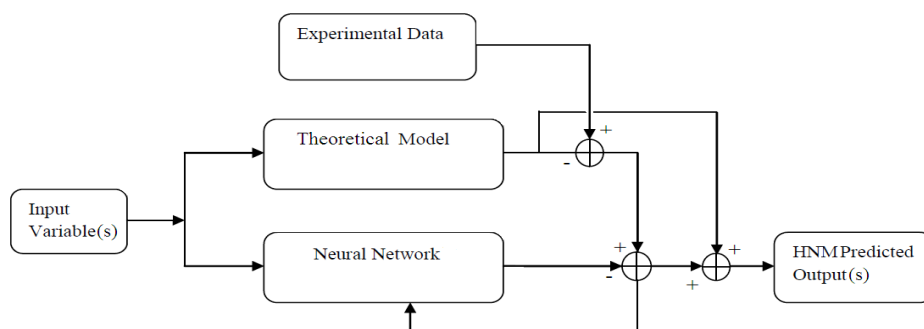 Experimental Data
+
Theoretical Model
-
+
Input
Variable(s)
Neural Network
+
-
+
+
HNM Predicted
Output(s)